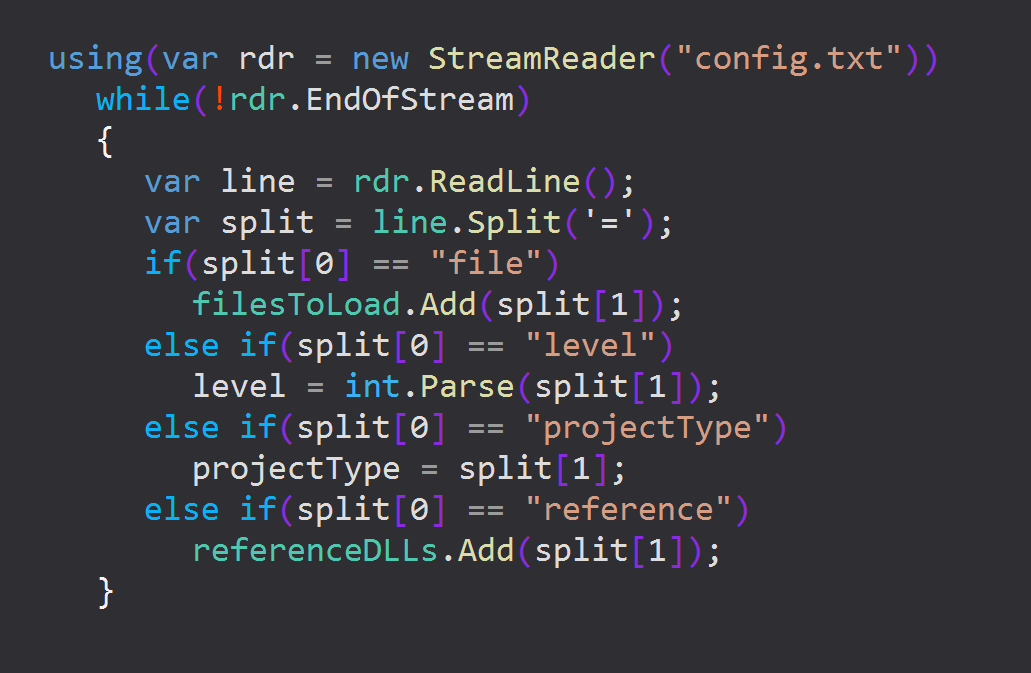 using(var rdr = new StreamReader("config.txt"))
while(!rdr.EndOfStream)
{
var line = rdr.ReadLine();
var split = line.Split('=');
if(split[0] == "file")
filesToLoad.Add(split[1]);
else if(split[0] == "level")
level = int.Parse(split[1]);
else if(split[0] == "projectType")
projectType = split[1];
else if(split[0] == "reference")
referenceDLLs.Add(split[1]);
}